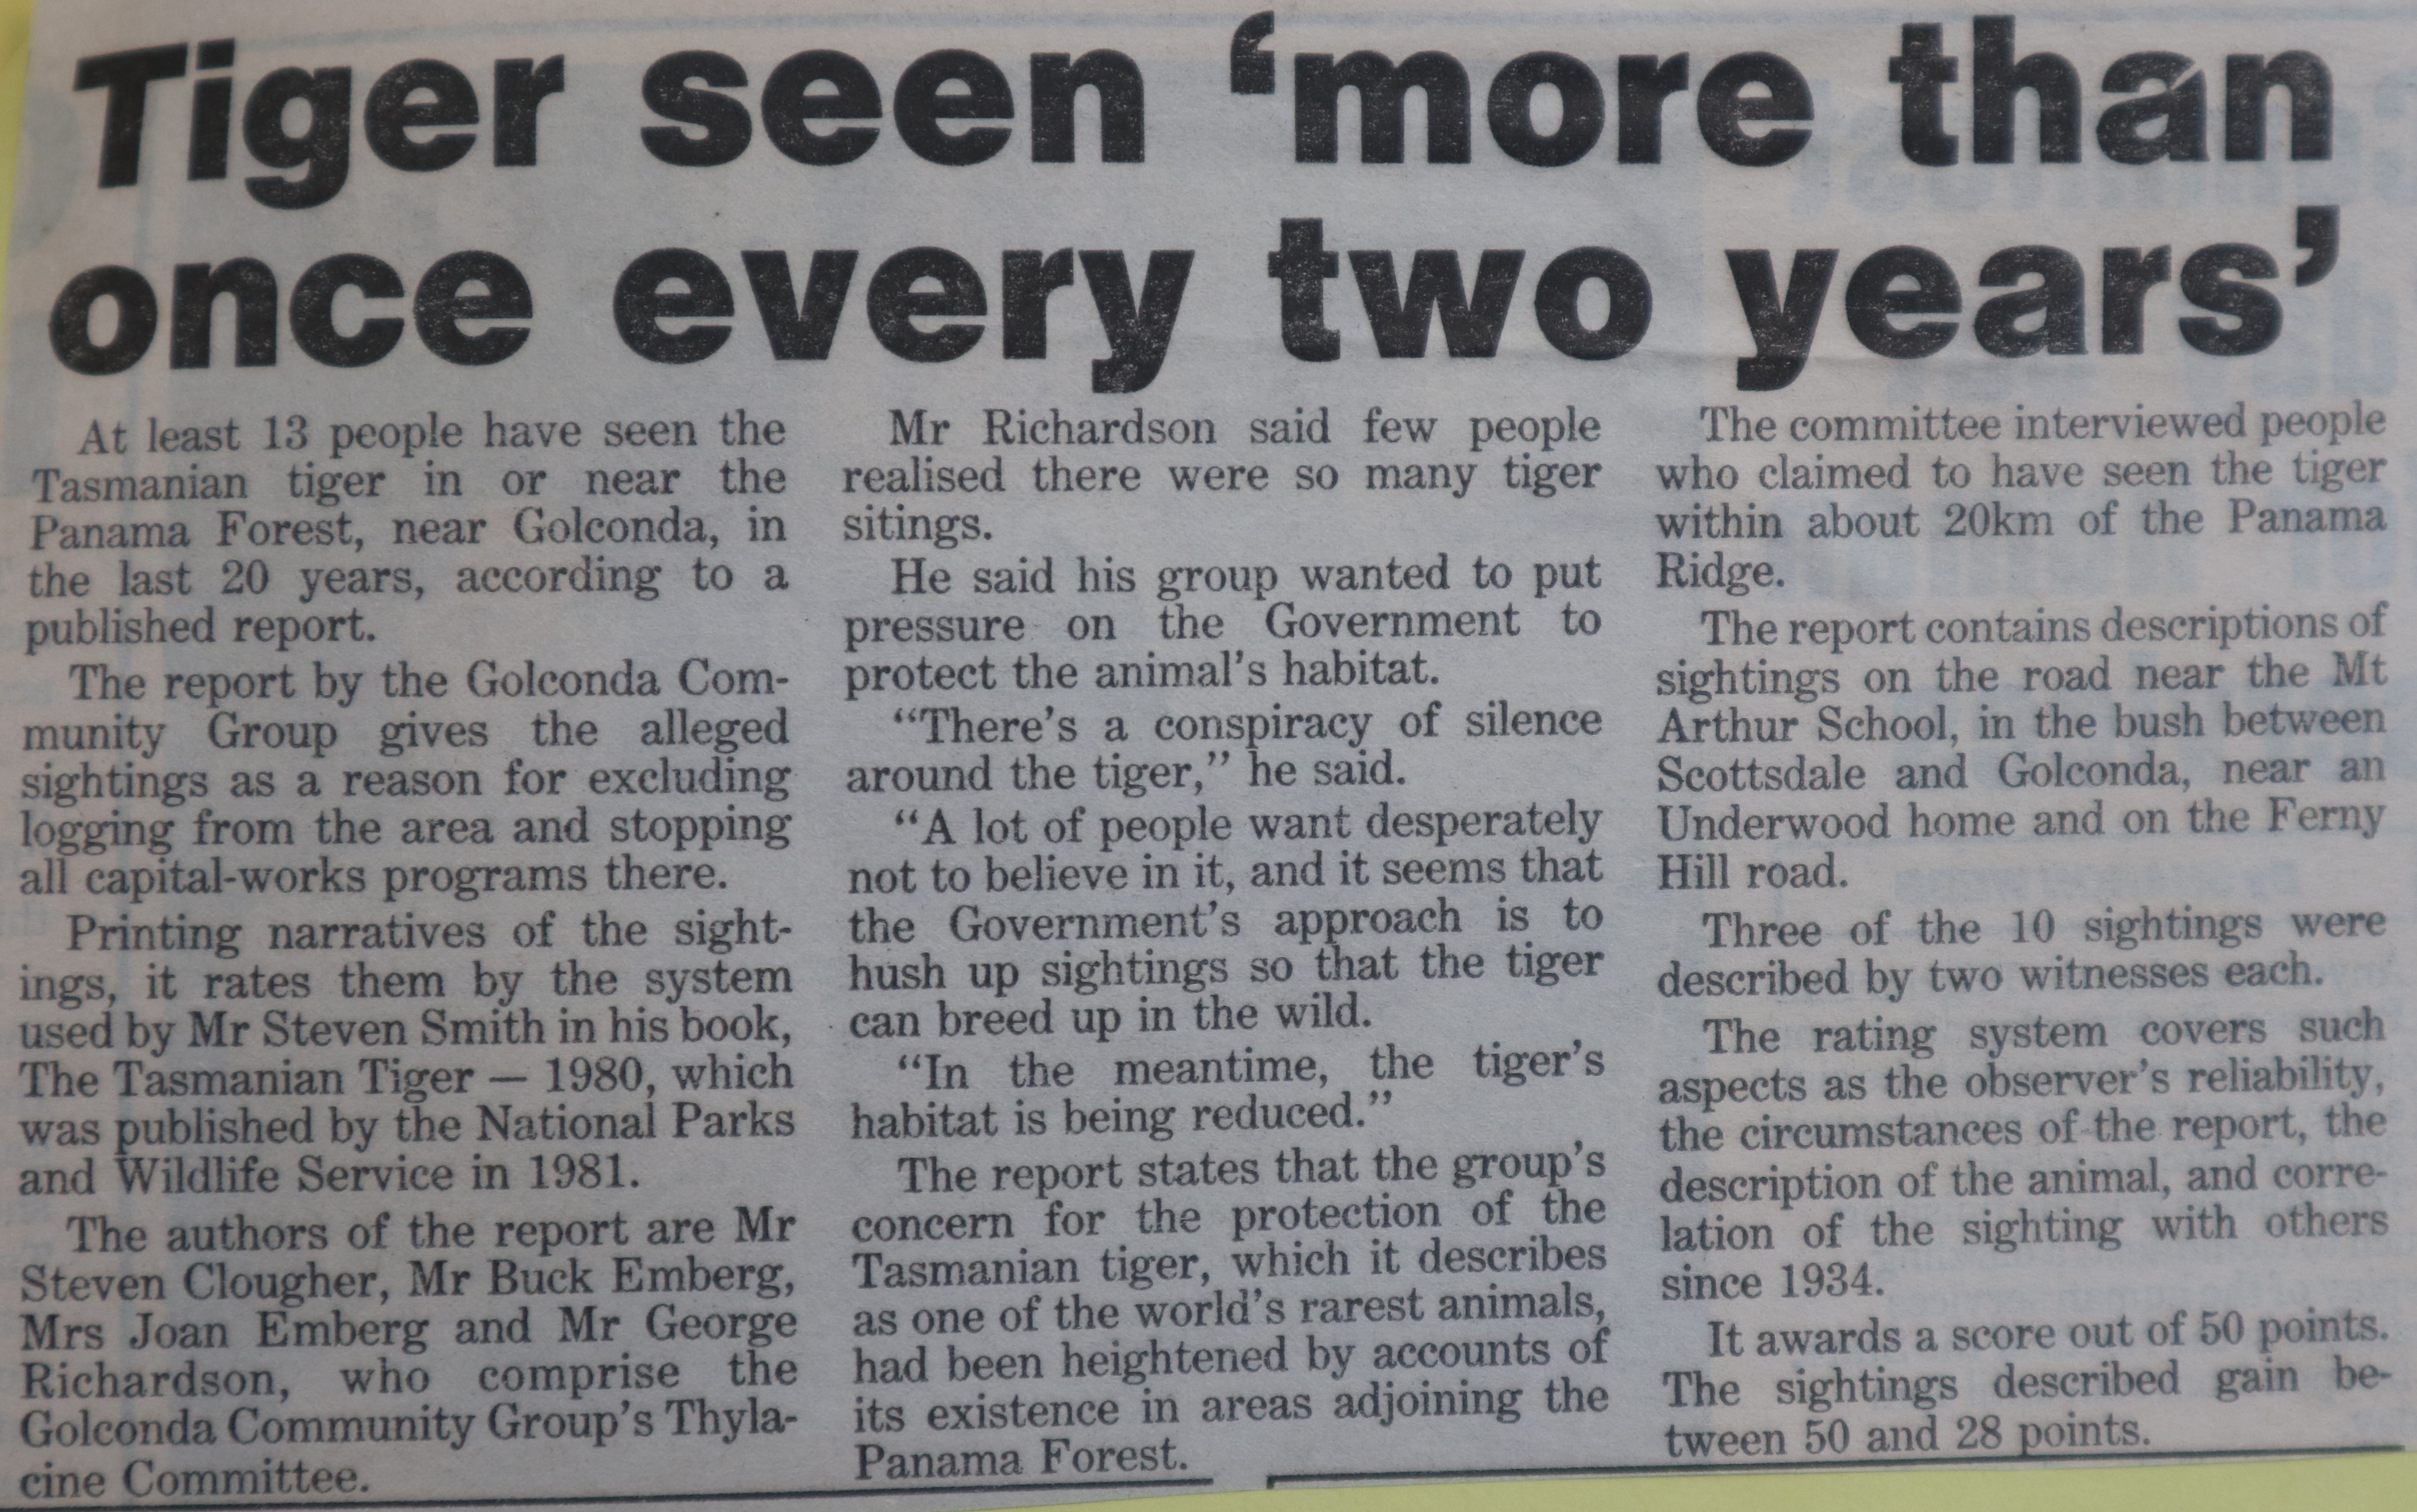 Tiger seen ‘more than
once every two years’
At least 13 people have seen the
Tasmanian tiger in or near the
Panama Forest, near Golconda, in
the last 20 years, according to a
published report.
The report by the Golconda Com-
munity Group gives the alleged
sightings as a reason for excluding
logging from the area and stopping
all capital-works programs there.
Printing narratives of the sight-
ings, it rates them by the system
used by Mr Steven Smith in his book,
The Tasmanian Tiger — 1980, which
was published by the National Parks
and Wildlife Service in 1981.
The authors of the report are Mr
Steven Clougher, Mr Buck Emberg,
Mrs Joan Emberg and Mr George
Richardson, who comprise the
Golconda Community Group’s Thyla-
cine Committee.
Mr Richardson said few people
realised there were so many tiger
sitings.
He said his group wanted to put
pressure on the Government to
protect the animal’s habitat.
“There’s a conspiracy of silence
around the tiger,” he said.
“A lot of people want desperately
not to believe in it, and it seems that
the Government’s approach is to
hush up sightings so that the tiger
can breed up in the wild.
“In the meantime, the tiger’s
habitat is being reduced.”
The report states that the group’s
concern for the protection of the
Tasmanian tiger, which it describes
as one of the world’s rarest animals,
had been heightened by accounts of
its existence in areas adjoining the
Panama Forest.
The committee interviewed people
who claimed to have seen the tiger
within about 20km of the Panama
Ridge.
The report contains descriptions of
sightings on the road near the Mt
Arthur School, in the bush between
Scottsdale and Golconda, near an
Underwood home and on the Ferny
Hill road.
Three of the 10 sightings were
described by two witnesses each.
The rating system covers such
aspects as the observer’s reliability,
the circumstances of the report, the
description of the animal, and corre-
lation of the sighting with others
since 1934.
It awards a score out of 50 points.
The sightings described gain be-
tween 50 and 28 points.